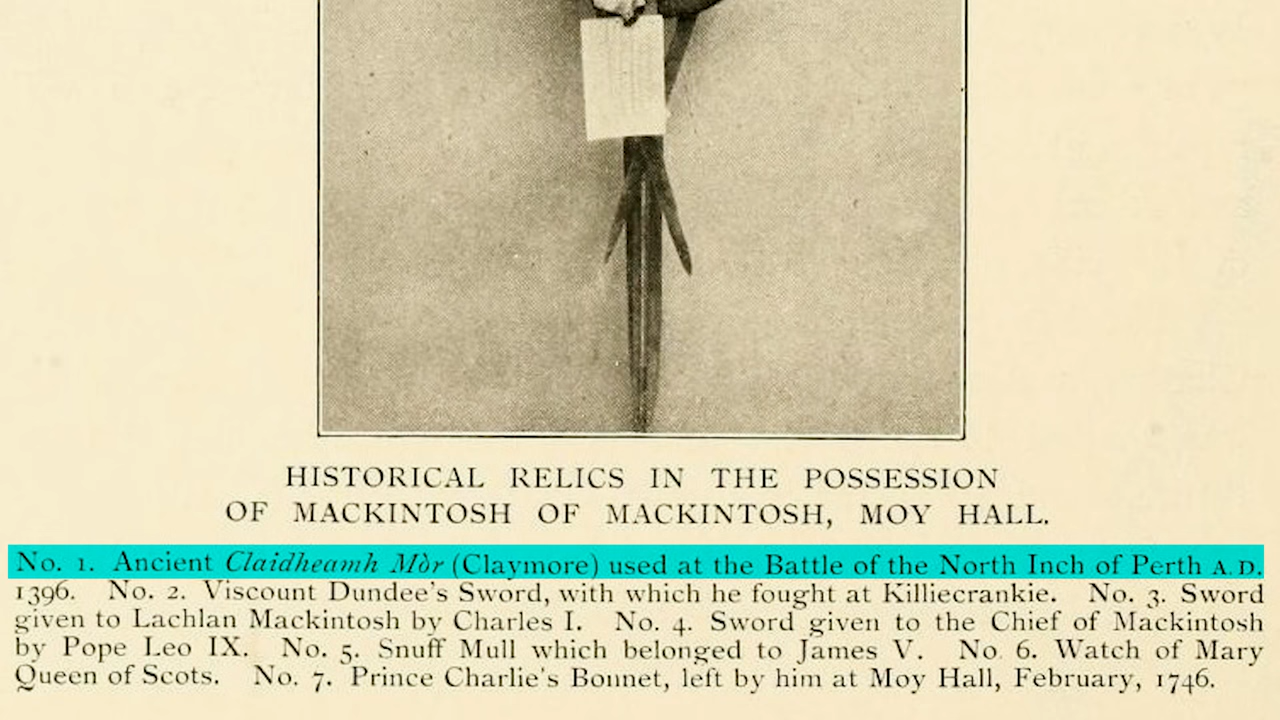 HISTORICAL RELICS IN THE POSSESSION
OF MACKINTOSH OF MACKINTOSH, MOY HALL.
No. 1. Ancient Claidheamh Mòr (Claymore) used at the Battle of the North Inch of Perth A.D.
1396. No. 2. Viscount Dundee's Sword, with which he fought at Killiecrankie. No. 3. Sword
given to Lachlan Mackintosh by Charles I. No. 4. Sword given to the Chief of Mackintosh
by Pope Leo IX. No. 5. Snuff Mull which belonged to James V. No. 6. Watch of Mary
Queen of Scots. No. 7. Prince Charlie's Bonnet, left by him at Moy Hall, February, 1746.